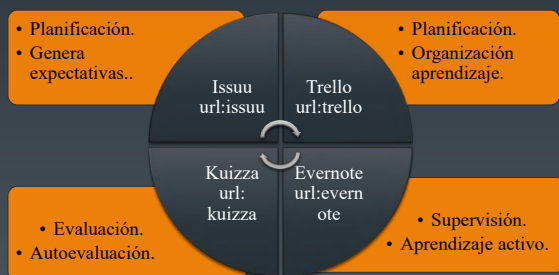 • Planificación.
• Genera
expectativas..
• Planificación.
• Organización
aprendizaje.
Issuu
url:issuu
Trello
url:trello
Kuizza
url:
kuizza
Evernote
url:evern
ote
• Evaluación.
• Autoevaluación.
• Supervisión.
• Aprendizaje activo.